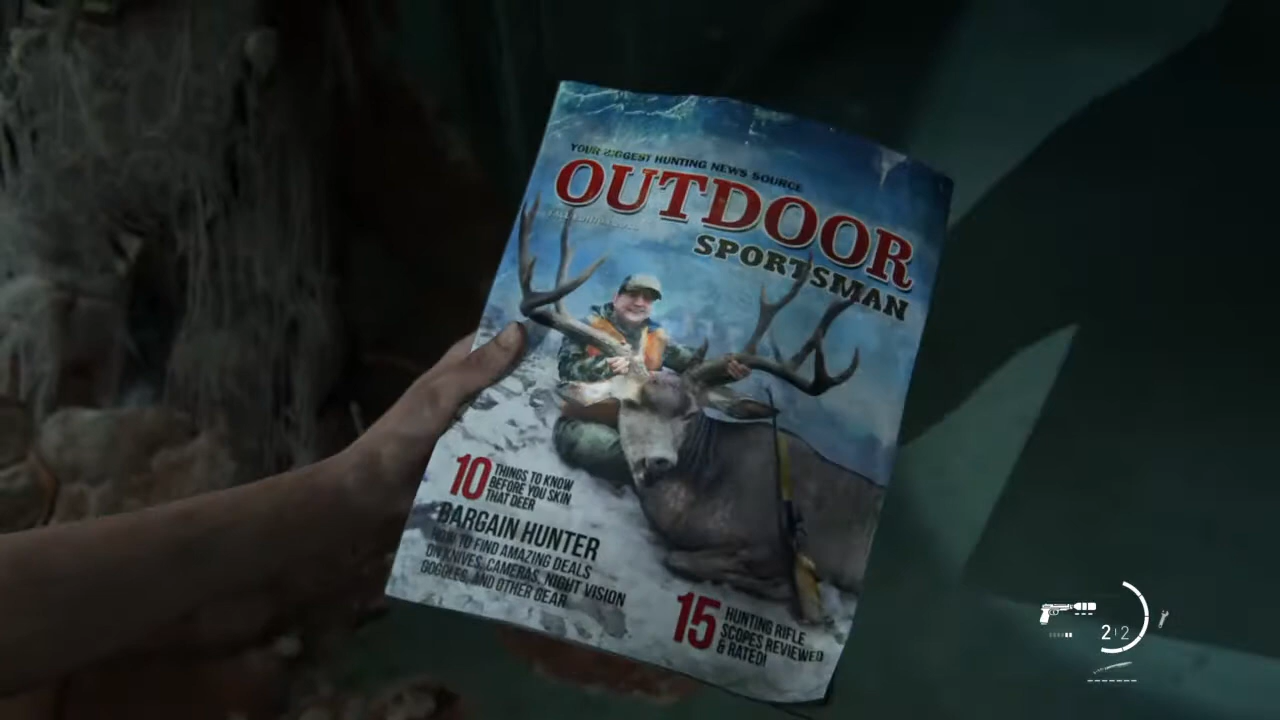 YOUR BIGGEST HUNTING NEWS SOURCE
OUTDOOR
SPORTSMAN
10 THINGS TO KNOW
BEFORE YOU SKIN
THAT DEER
BARGAIN HUNTER
HOW TO FIND AMAZING DEALS
ON KNIVES, CAMERAS, NIGHT VISION
GOGGLES, AND OTHER GEAR
15 HUNTING RIFLE
SCOPES REVIEWED
& RATED!
2|2